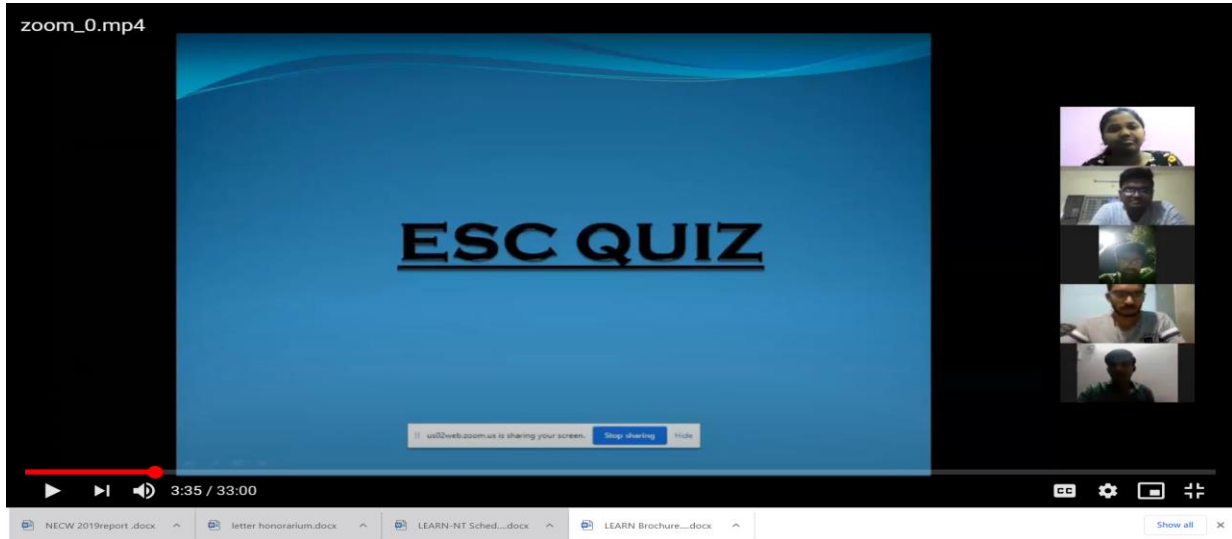 zoom_0.mp4
ESC QUIZ
us02web.zoom.us is sharing your screen. Stop sharing Hide
3:35 / 33:00
CC
NECW 2019report .docx
letter honorarium.docx
LEARN-NT Sched....docx
LEARN Brochure....docx
Show all